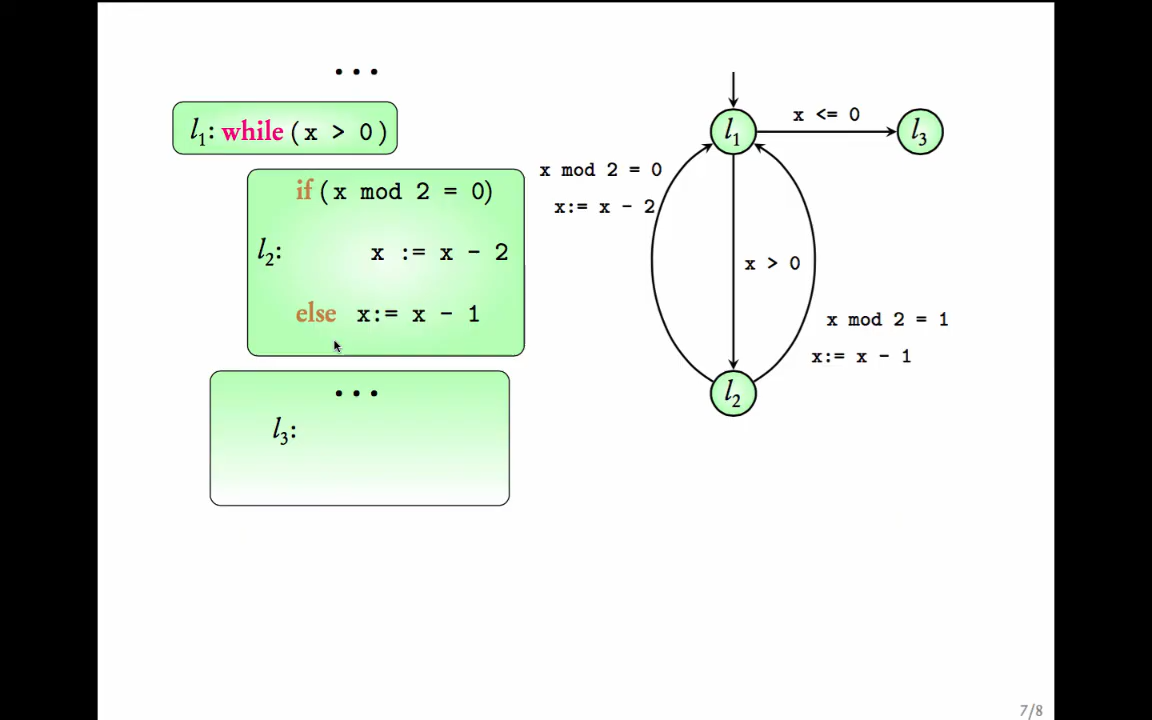 ...
l1: while (x > 0)
if (x mod 2 = 0)
l2: x := x - 2
else x:= x - 1
...
l3:
l1
x <= 0
l3
x mod 2 = 0
x:= x - 2
x > 0
x mod 2 = 1
x:= x - 1
l2
7/8